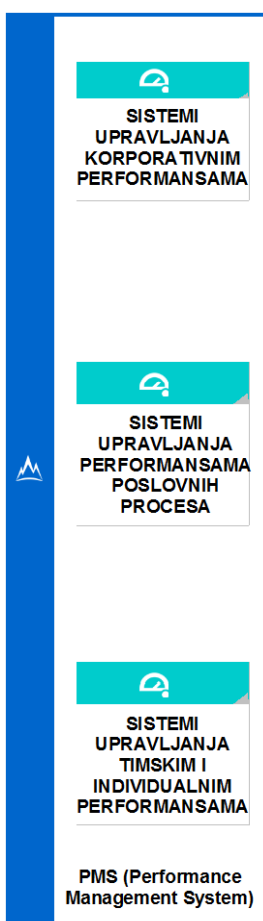 SISTEMI
UPRAVLJANJA
KORPORATIVNIM
PERFORMANSAMA
SISTEMI
UPRAVLJANJA
PERFORMANSAMA
POSLOVNIH
PROCESA
SISTEMI
UPRAVLJANJA
TIMSKIM I
INDIVIDUALNIM
PERFORMANSAMA
PMS (Performance
Management System)